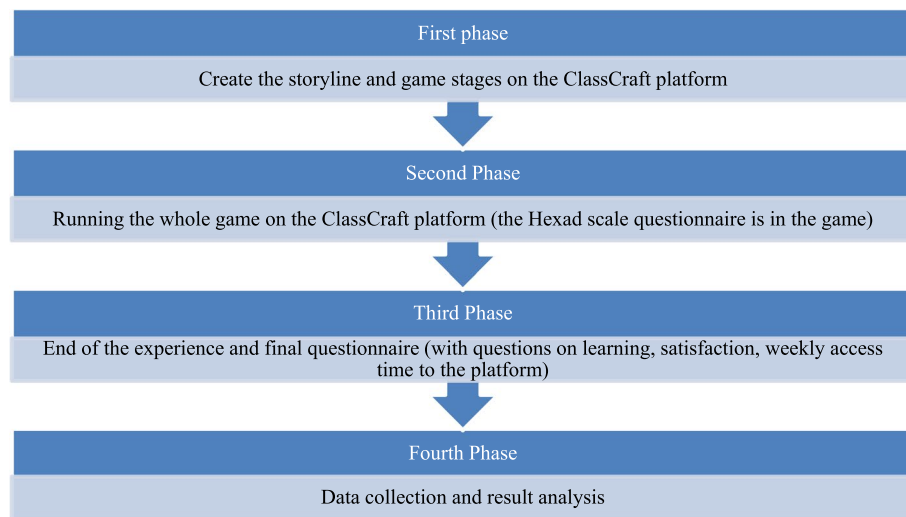 First phase
Create the storyline and game stages on the ClassCraft platform
Second Phase
Running the whole game on the ClassCraft platform (the Hexad scale questionnaire is in the game)
Third Phase
End of the experience and final questionnaire (with questions on learning, satisfaction, weekly access
time to the platform)
Fourth Phase
Data collection and result analysis